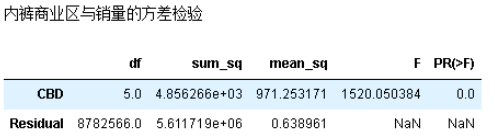 内裤商业区与销量的方差检验
df sum_sq mean_sq F PR(>F)
CBD 5.0 4.856266e+03 971.253171 1520.050384 0.0
Residual 8782566.0 5.611719e+06 0.638961 NaN NaN